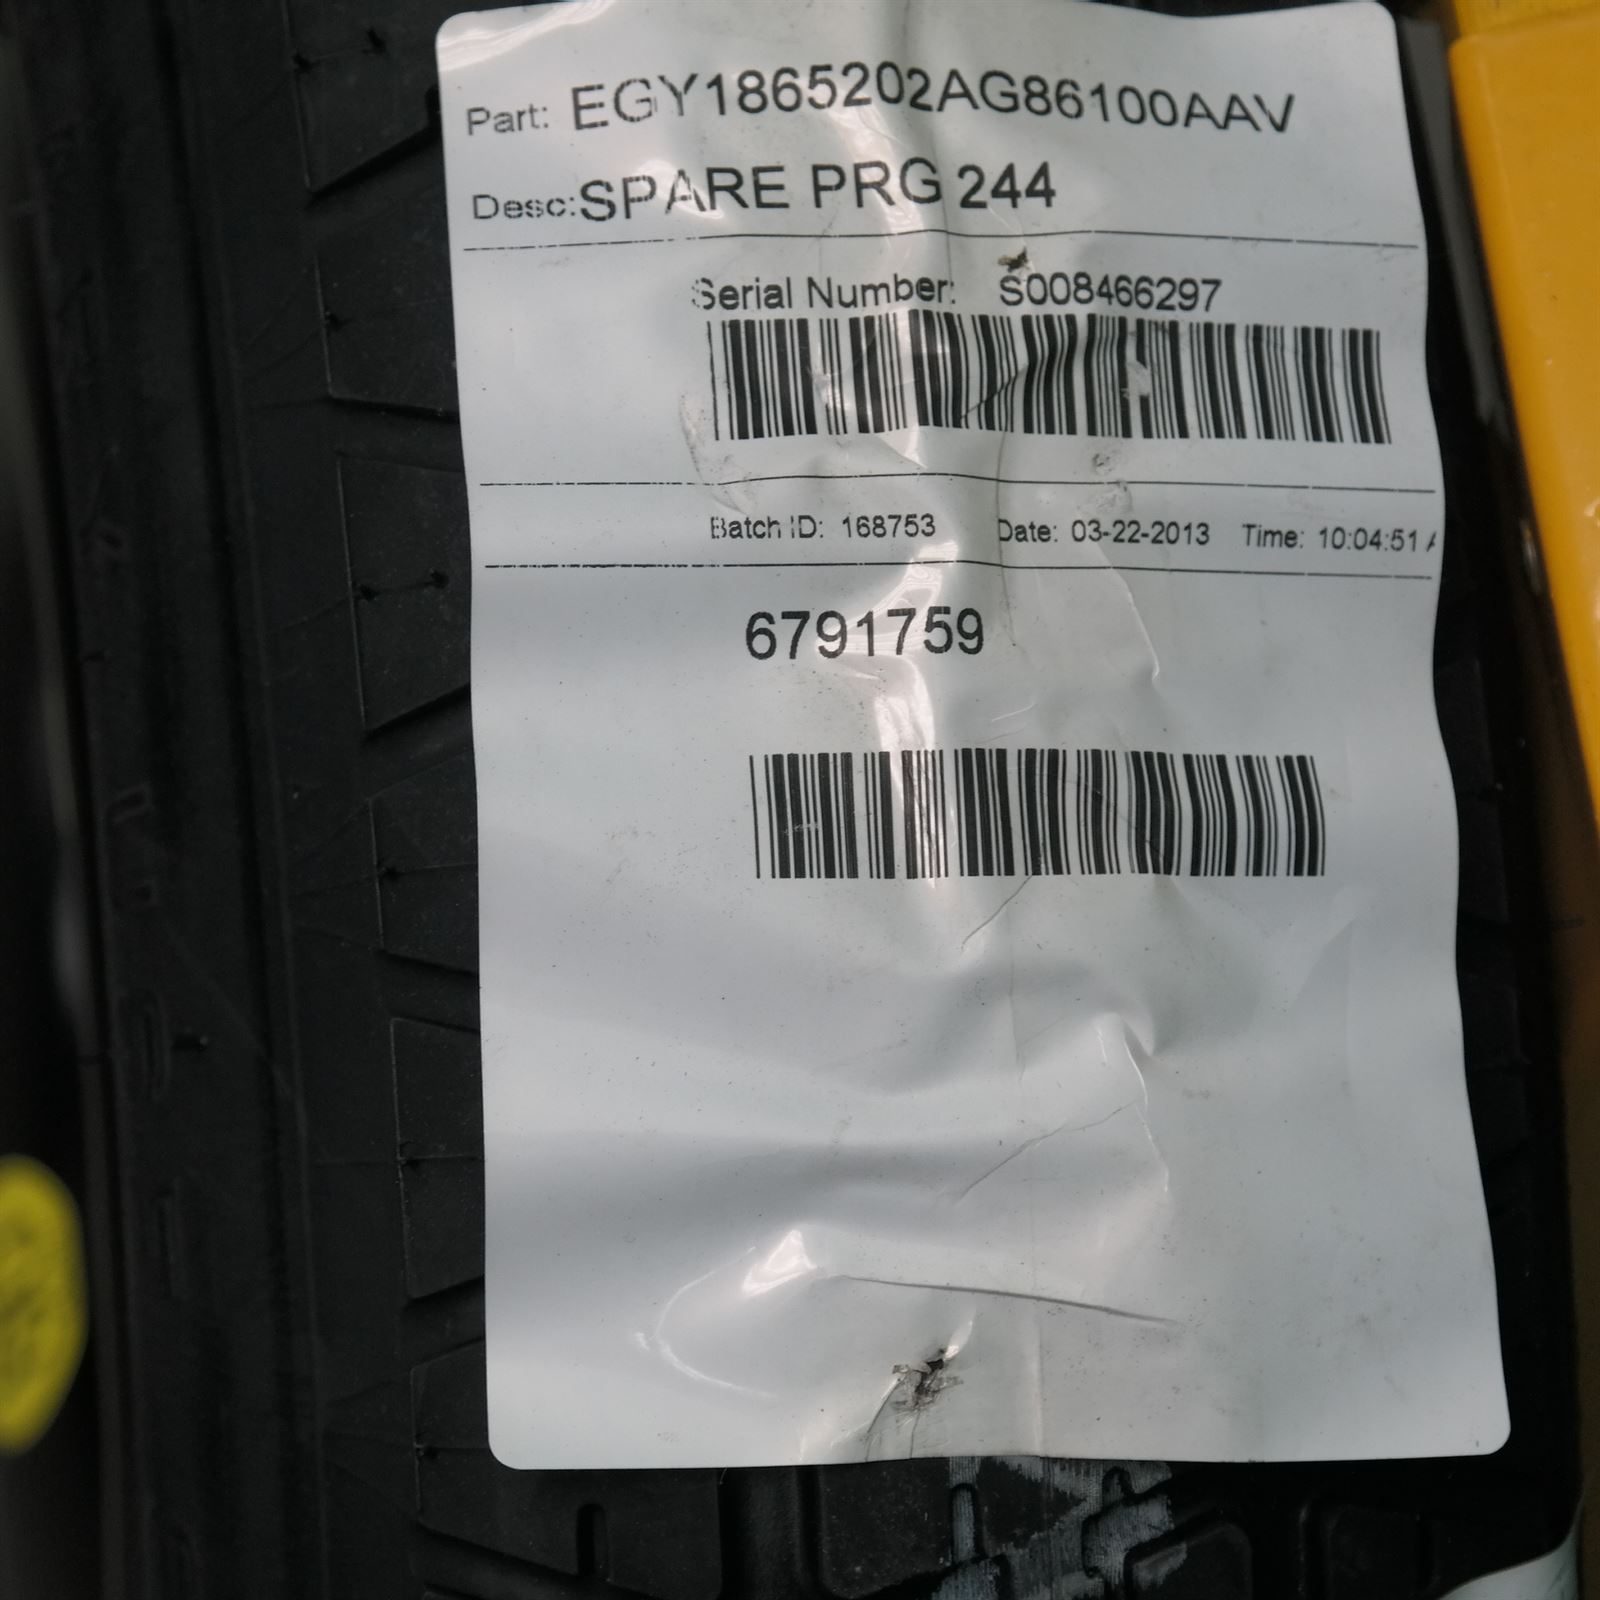 Part: EGY1865202AG86100AAV
Desc: SPARE PRG 244
Serial Number: S008466297
Batch ID: 168753 Date: 03-22-2013 Time: 10:04:51 A
6791759